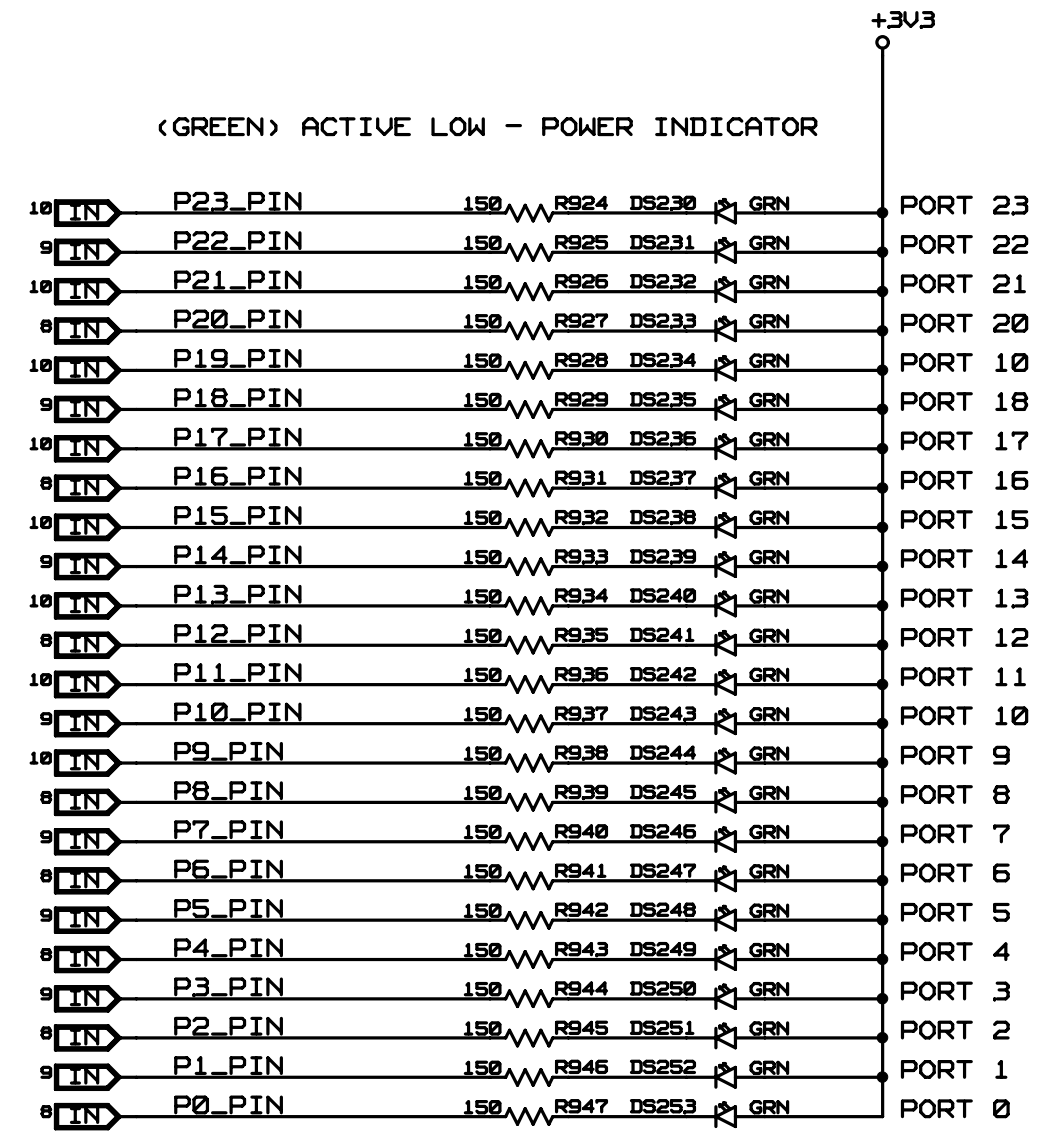 +3V3
(GREEN) ACTIVE LOW - POWER INDICATOR
10 IN P23_PIN 150 R924 DS230 GRN PORT 23
9 IN P22_PIN 150 R925 DS231 GRN PORT 22
10 IN P21_PIN 150 R926 DS232 GRN PORT 21
8 IN P20_PIN 150 R927 DS233 GRN PORT 20
10 IN P19_PIN 150 R928 DS234 GRN PORT 10
9 IN P18_PIN 150 R929 DS235 GRN PORT 18
10 IN P17_PIN 150 R930 DS236 GRN PORT 17
8 IN P16_PIN 150 R931 DS237 GRN PORT 16
10 IN P15_PIN 150 R932 DS238 GRN PORT 15
9 IN P14_PIN 150 R933 DS239 GRN PORT 14
10 IN P13_PIN 150 R934 DS240 GRN PORT 13
8 IN P12_PIN 150 R935 DS241 GRN PORT 12
10 IN P11_PIN 150 R936 DS242 GRN PORT 11
9 IN P10_PIN 150 R937 DS243 GRN PORT 10
10 IN P9_PIN 150 R938 DS244 GRN PORT 9
8 IN P8_PIN 150 R939 DS245 GRN PORT 8
9 IN P7_PIN 150 R940 DS246 GRN PORT 7
8 IN P6_PIN 150 R941 DS247 GRN PORT 6
9 IN P5_PIN 150 R942 DS248 GRN PORT 5
8 IN P4_PIN 150 R943 DS249 GRN PORT 4
9 IN P3_PIN 150 R944 DS250 GRN PORT 3
8 IN P2_PIN 150 R945 DS251 GRN PORT 2
9 IN P1_PIN 150 R946 DS252 GRN PORT 1
8 IN P0_PIN 150 R947 DS253 GRN PORT 0